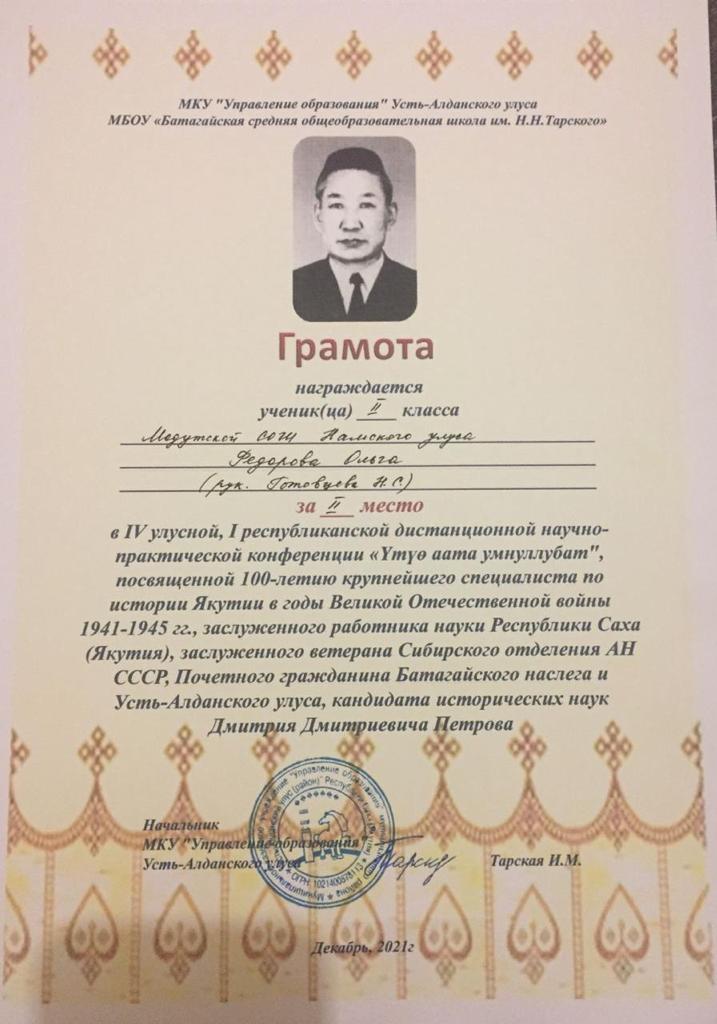 МКУ "Управление образования" Усть-Алданского улуса
МБОУ «Батагайская средняя общеобразовательная школа им. Н.Н.Тарского»
Грамота
награждается
ученик(ца) II класса
Модутской СОШ Намского улуса
Федорова Ольга
(рук. Готовцева Н.С.)
за II место
в IV улусной, I республиканской дистанционной научно-
практической конференции «Үтүө аата умнуллубат",
посвященной 100-летию крупнейшего специалиста по
истории Якутии в годы Великой Отечественной войны
1941-1945 гг., заслуженного работника науки Республики Саха
(Якутия), заслуженного ветерана Сибирского отделения АН
СССР, Почетного гражданина Батагайского наслега и
Усть-Алданского улуса, кандидата исторических наук
Дмитрия Дмитриевича Петрова
Начальник
МКУ "Управление образования"
Усть-Алданского улуса Тарская И.М.
ОГРН 1021400878113
Декабрь, 2021г